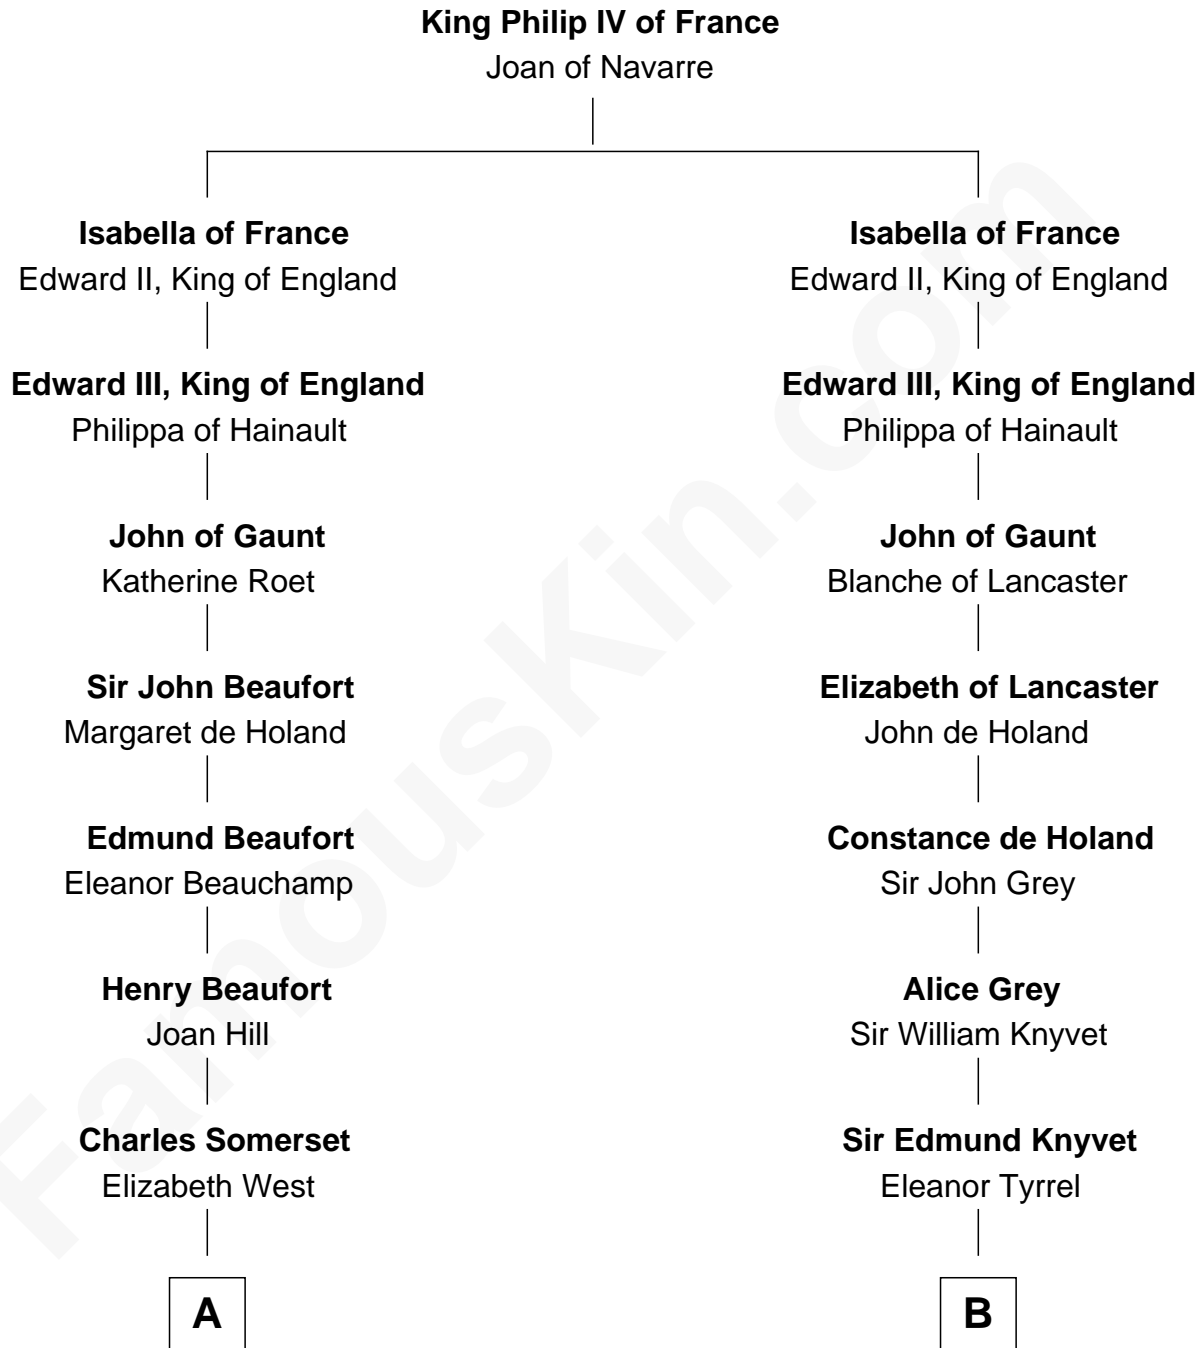 King Philip IV of France
Joan of Navarre
Isabella of France
Edward II, King of England
Edward III, King of England
Philippa of Hainault
John of Gaunt
Katherine Roet
Sir John Beaufort
Margaret de Holand
Edmund Beaufort
Eleanor Beauchamp
Henry Beaufort
Joan Hill
Charles Somerset
Elizabeth West
A
Isabella of France
Edward II, King of England
Edward III, King of England
Philippa of Hainault
John of Gaunt
Blanche of Lancaster
Elizabeth of Lancaster
John de Holand
Constance de Holand
Sir John Grey
Alice Grey
Sir William Knyvet
Sir Edmund Knyvet
Eleanor Tyrrel
B
FamousKin.com